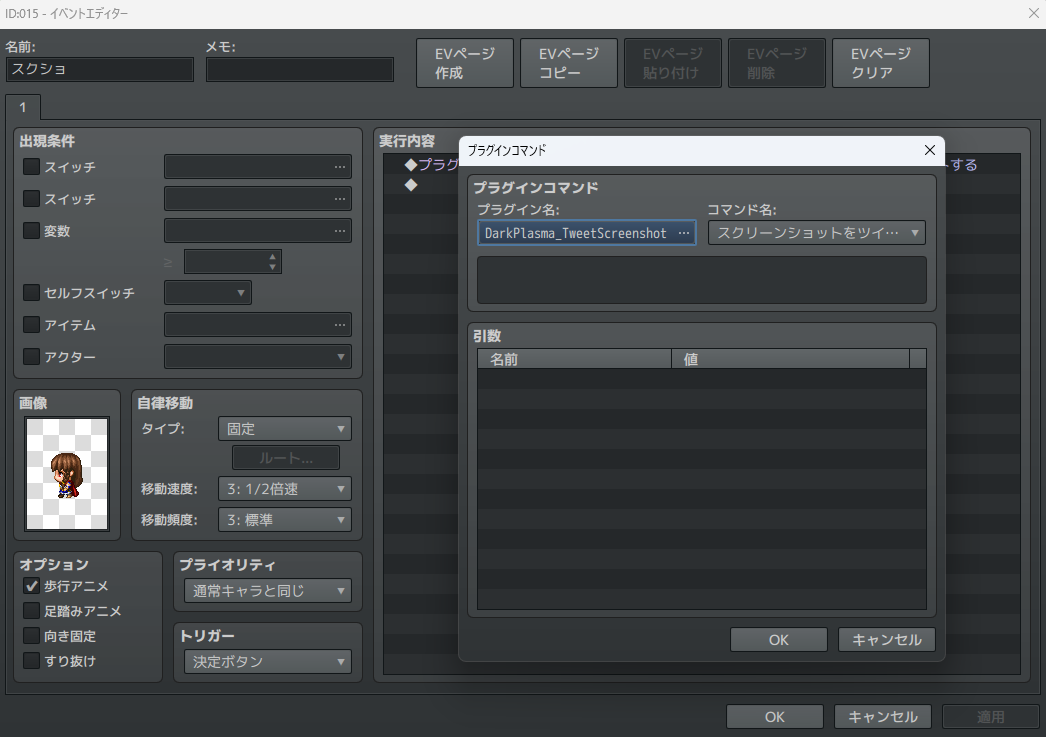 ID:015 - イベントエディター
名前:
メモ:
スクショ
EVページ
作成
EVページ
コピー
EVページ
貼り付け
EVページ
削除
EVページ
クリア
1
出現条件
スイッチ
...
スイッチ
...
変数
...
≥
セルフスイッチ
アイテム
...
アクター
画像
自律移動
タイプ:
固定
ルート...
移動速度:
3: 1/2倍速
移動頻度:
3: 標準
オプション
歩行アニメ
足踏みアニメ
向き固定
すり抜け
プライオリティ
通常キャラと同じ
トリガー
決定ボタン
実行内容
◆プラグ
する
◆
プラグインコマンド
プラグインコマンド
プラグイン名:
コマンド名:
DarkPlasma_TweetScreenshot ...
スクリーンショットをツイ…
引数
名前
値
OK
キャンセル
OK
キャンセル
適用